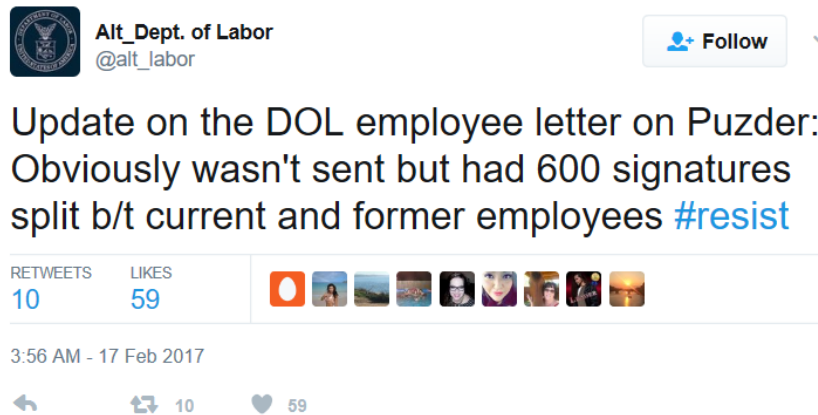 Alt_Dept. of Labor
@alt_labor
Follow
Update on the DOL employee letter on Puzder:
Obviously wasn't sent but had 600 signatures
split b/t current and former employees #resist
RETWEETS LIKES
10 59
3:56 AM - 17 Feb 2017
10 59